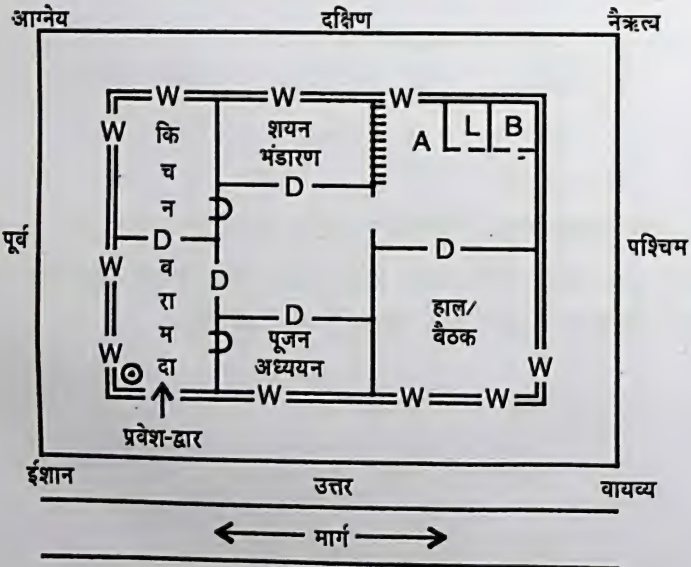 आग्नेय दक्षिण नैऋत्य
W W W
W कि च न शयन भंडारण A L B
D
D
पूर्व D D पश्चिम
W व रा म दा D हाल/बैठक
D
W D पूजन अध्ययन W
W W W
प्रवेश-द्वार
ईशान उत्तर वायव्य
मार्ग